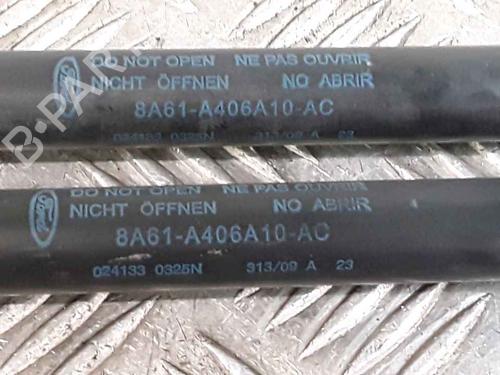 DO NOT OPEN NE PAS OUVRIR
NICHT ÖFFNEN NO ABRIR
8A61-A406A10-AC
024133 0325N 313/09 A 23
Ford
DO NOT OPEN NE PAS OUVRIR
NICHT ÖFFNEN NO ABRIR
8A61-A406A10-AC
024133 0325N 313/09 A 23